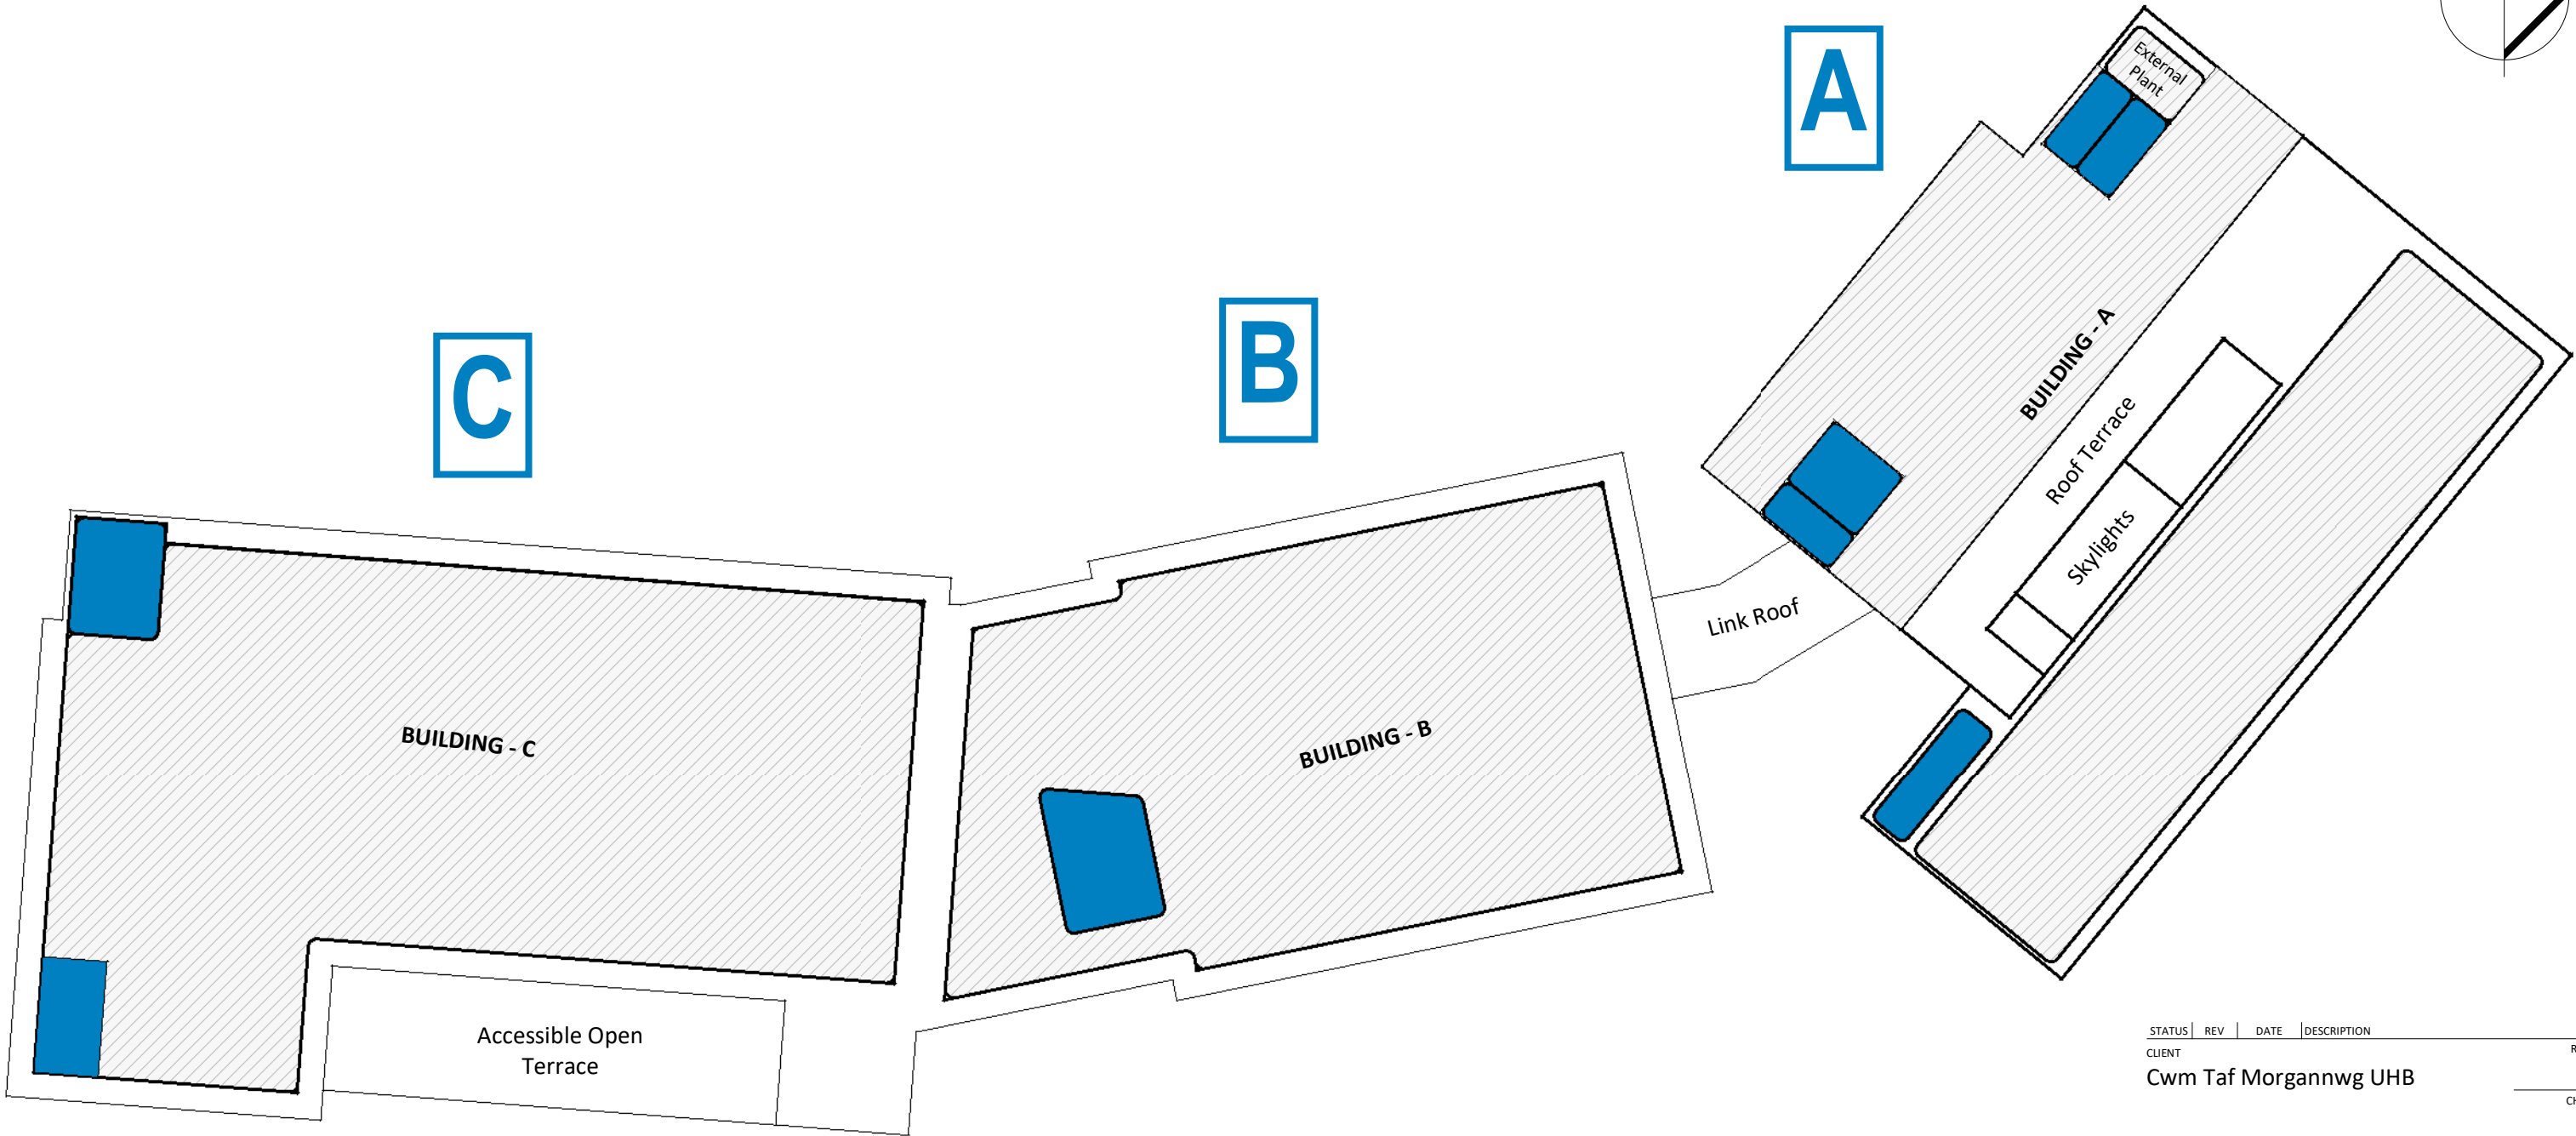 A
B
C
External
Plant
BUILDING - A
Roof Terrace
Skylights
Link Roof
BUILDING - B
BUILDING - C
Accessible Open
Terrace
STATUS REV DATE DESCRIPTION
CLIENT
Cwm Taf Morgannwg UHB